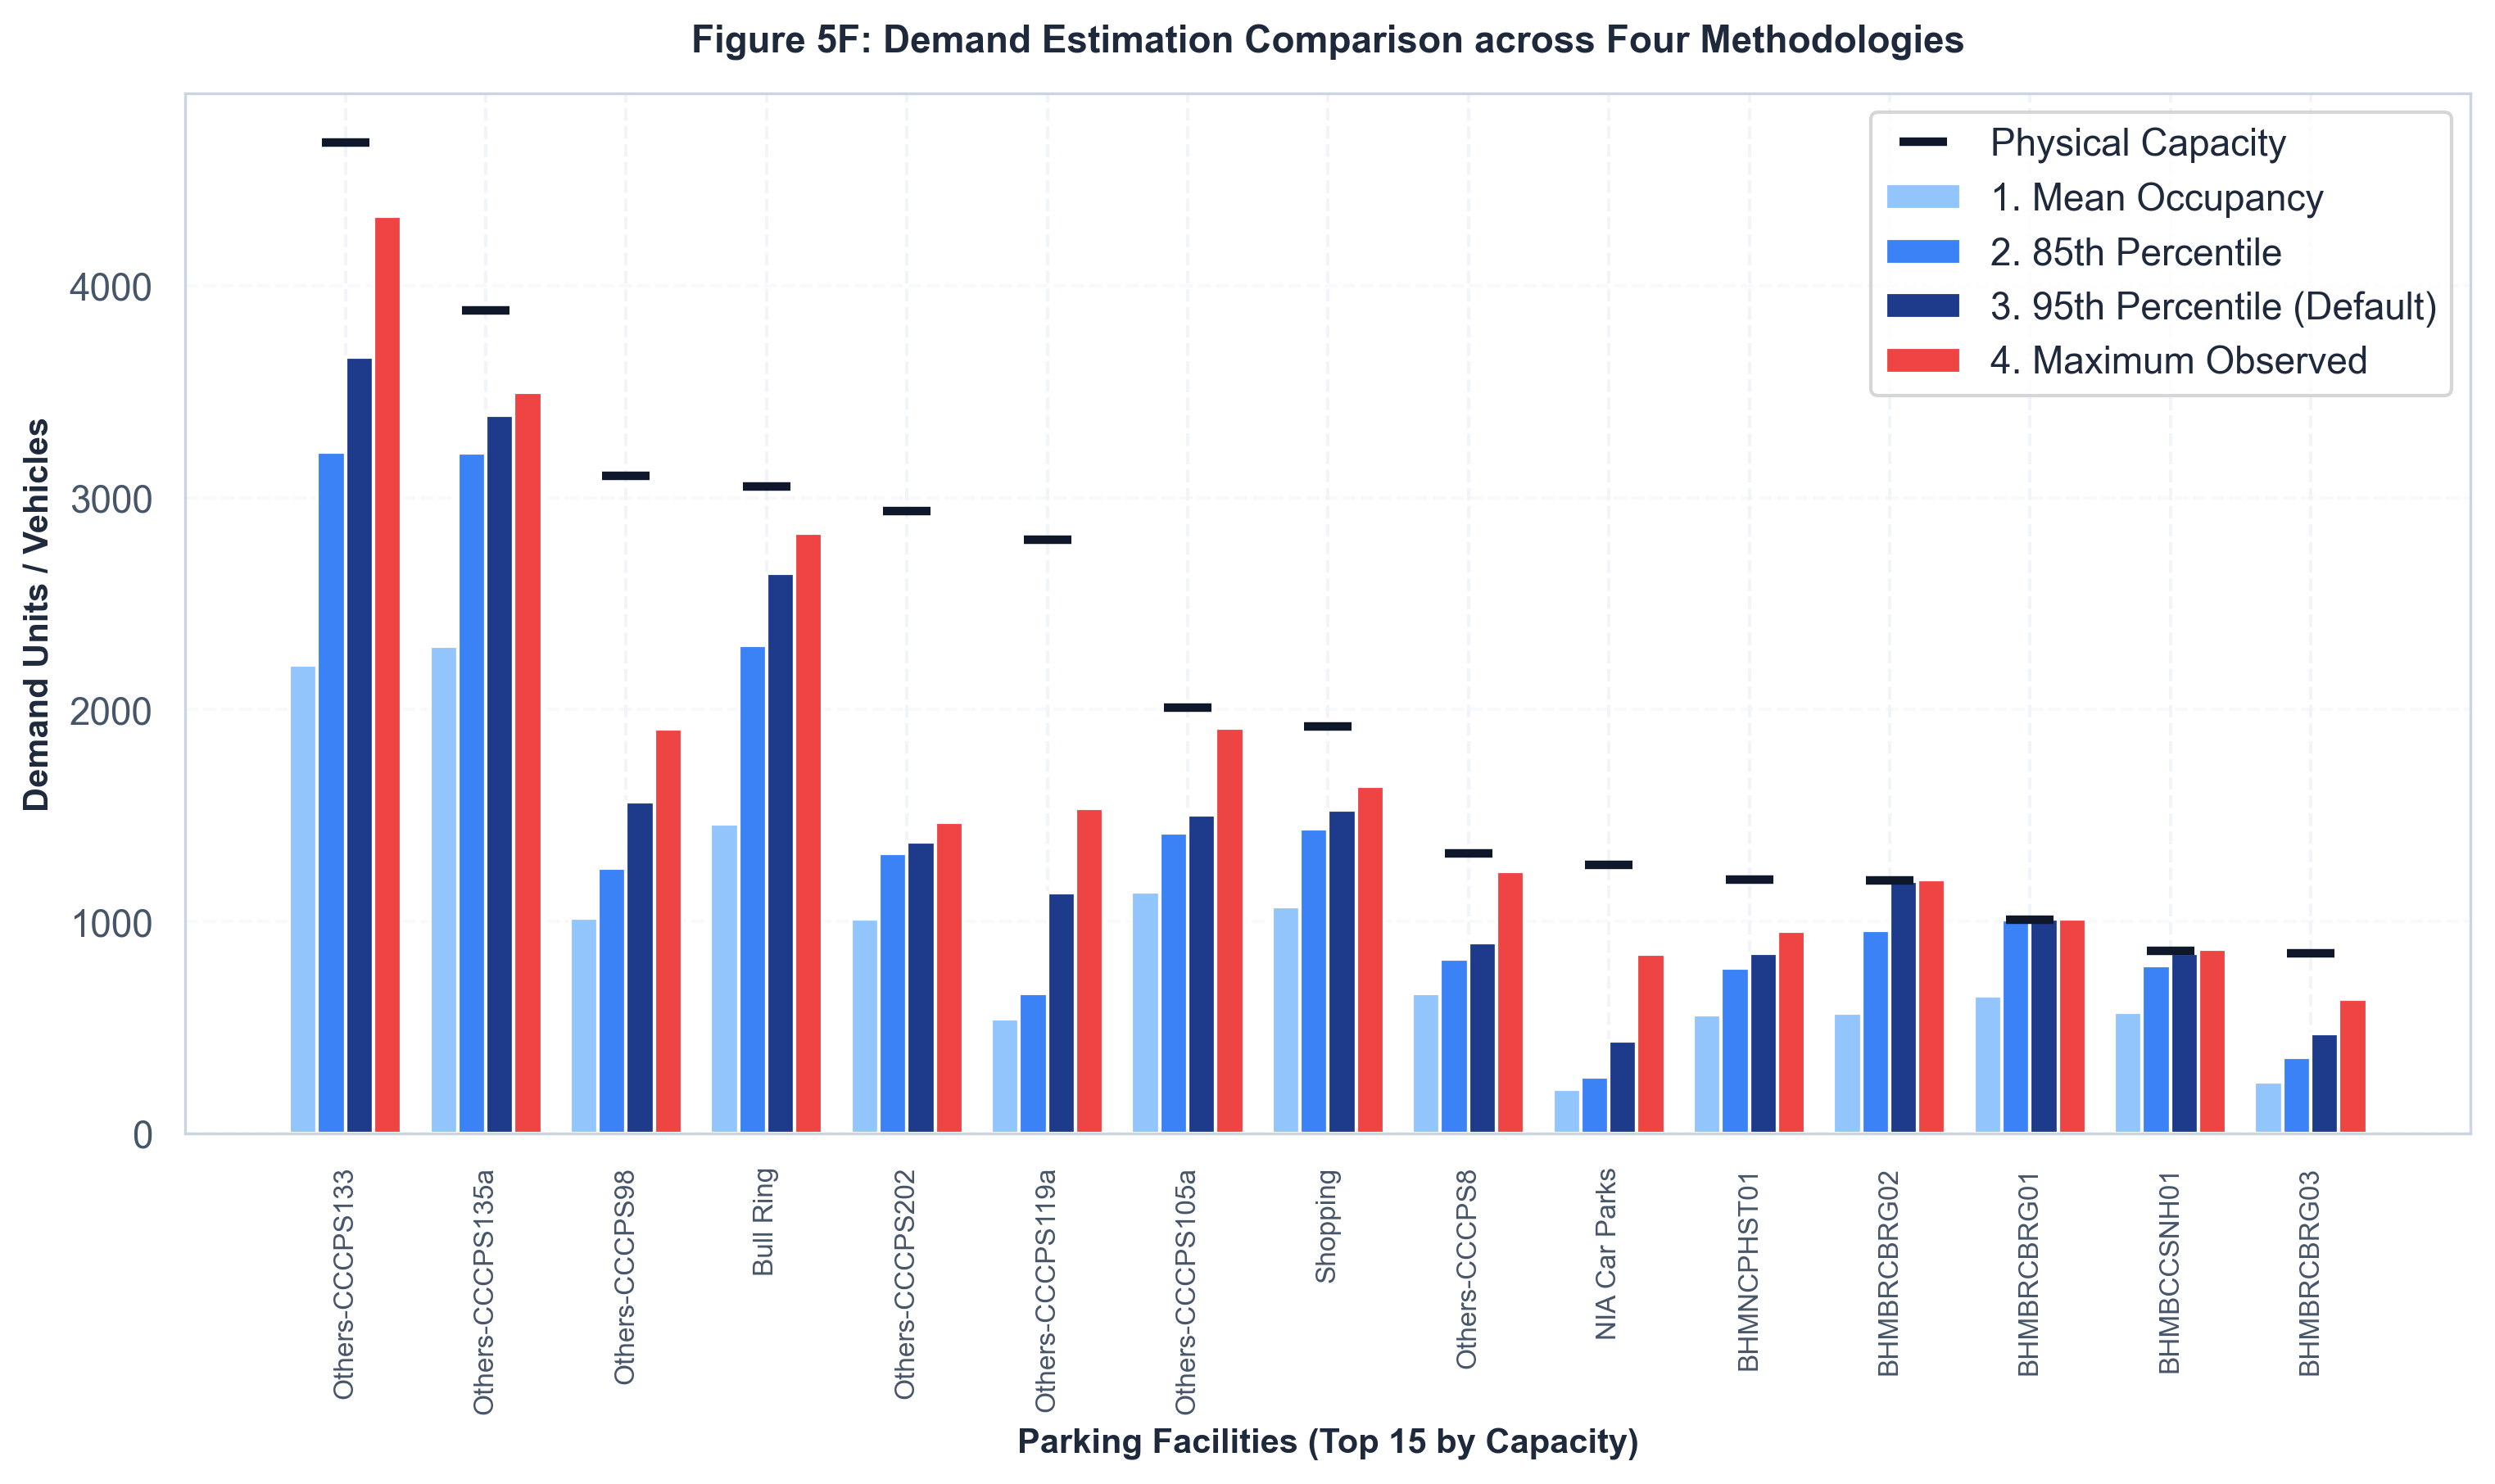 Figure 5F: Demand Estimation Comparison across Four Methodologies
Physical Capacity
1. Mean Occupancy
2. 85th Percentile
3. 95th Percentile (Default)
4. Maximum Observed
Demand Units / Vehicles
4000
3000
2000
1000
0
Others-CCCPS133
Others-CCCPS135a
Others-CCCPS98
Bull Ring
Others-CCCPS202
Others-CCCPS119a
Others-CCCPS105a
Shopping
Others-CCCPS8
NIA Car Parks
BHMNCPHST01
BHMBRCBRG02
BHMBRCBRG01
BHMBCCSNH01
BHMBRCBRG03
Parking Facilities (Top 15 by Capacity)